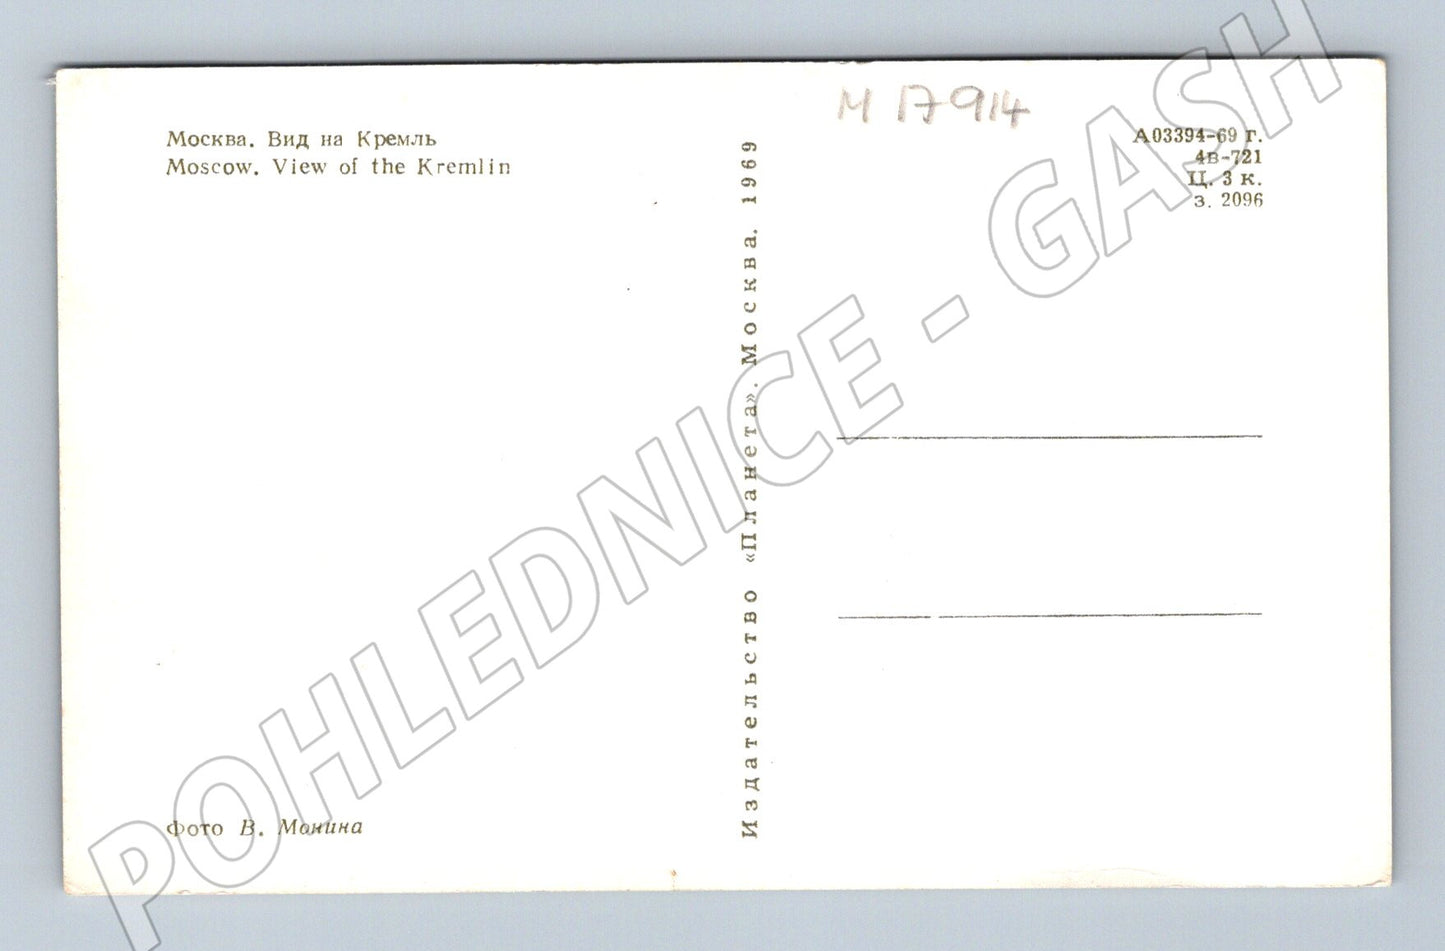 М 17914
Москва. Вид на Кремль
Moscow. View of the Kremlin
А03394-69 г.
4в-721
Ц. 3 к.
З. 2096
Издательство «Планета». Москва. 1969
Фото В. Монина
POHLEDNICE - GASH